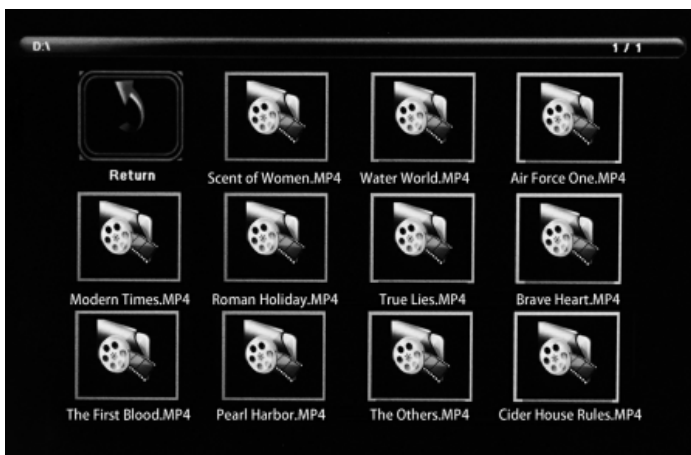 D:\
1 / 1
Return
Scent of Women.MP4
Water World.MP4
Air Force One.MP4
Modern Times.MP4
Roman Holiday.MP4
True Lies.MP4
Brave Heart.MP4
The First Blood.MP4
Pearl Harbor.MP4
The Others.MP4
Cider House Rules.MP4